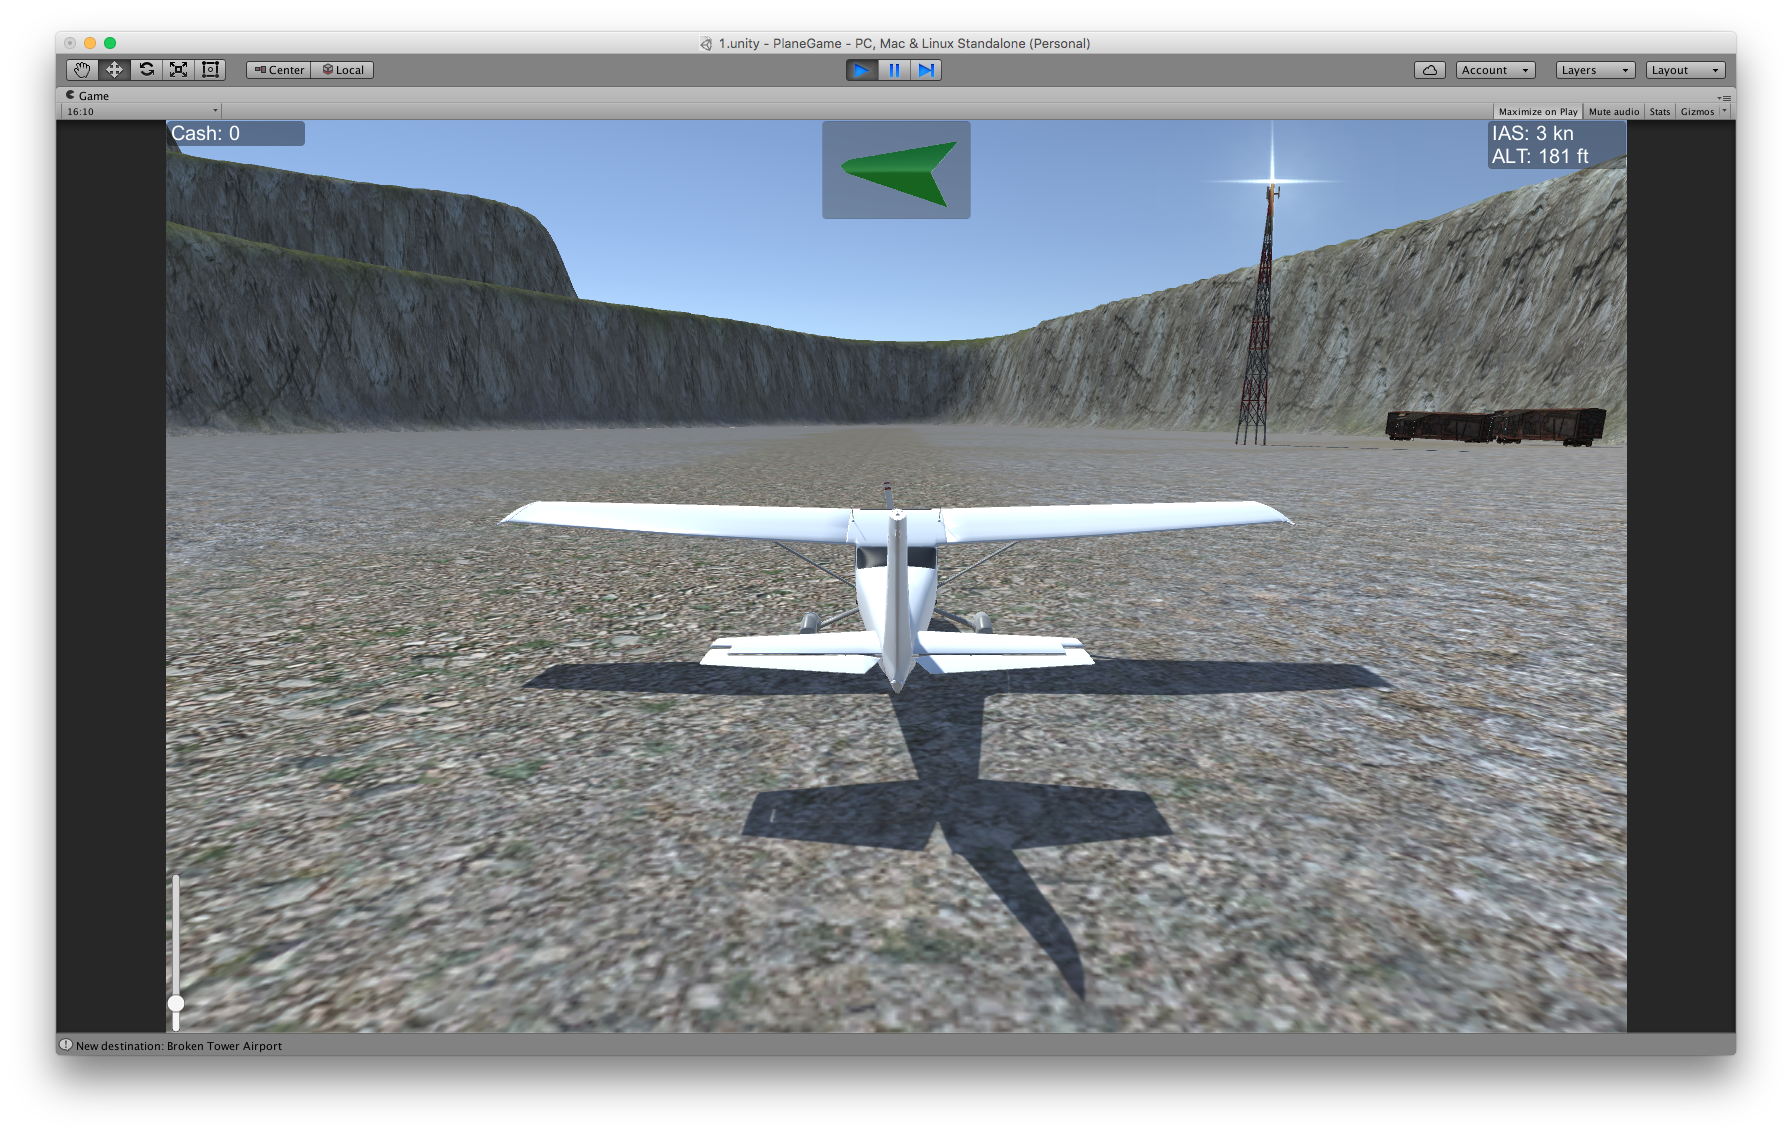 1.unity - PlaneGame - PC, Mac & Linux Standalone (Personal)
Center Local Account Layers Layout
Game
16:10 Maximize on Play Mute audio Stats Gizmos
Cash: 0
IAS: 3 kn
ALT: 181 ft
New destination: Broken Tower Airport